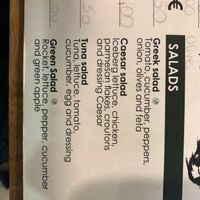 SALADS
Greek salad
Tomato, cucumber, peppers,
onion, olives and feta
Caesar salad
Iceberg lettuce, chicken,
parmesan flakes, croutons
and dressing Caesar
Tuna salad
Tuna, lettuce, tomato,
cucumber, egg and dressing
Green Salad
Rocket, lettuce, pepper, cucumber
and green apple